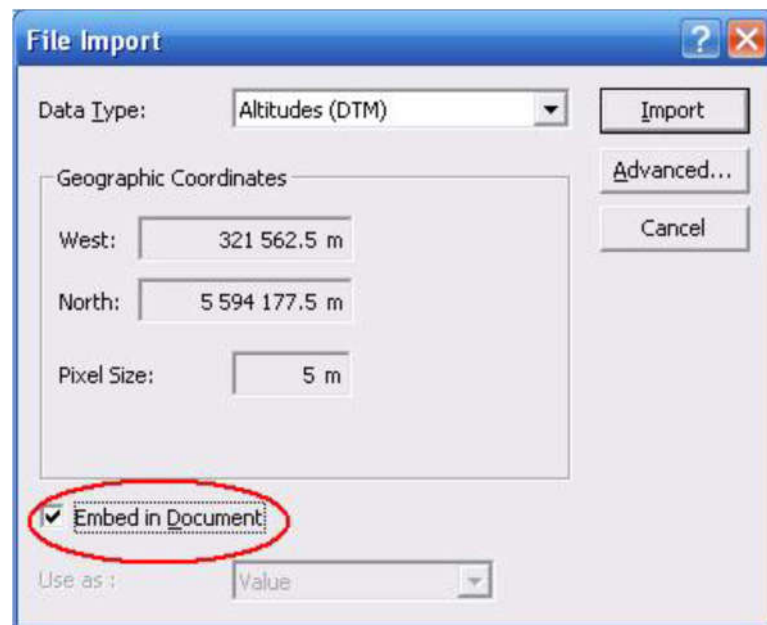 File Import
Data Type: Altitudes (DTM) Import
Advanced...
Geographic Coordinates
West: 321 562.5 m Cancel
North: 5 594 177.5 m
Pixel Size: 5 m
Embed in Document
Use as : Value